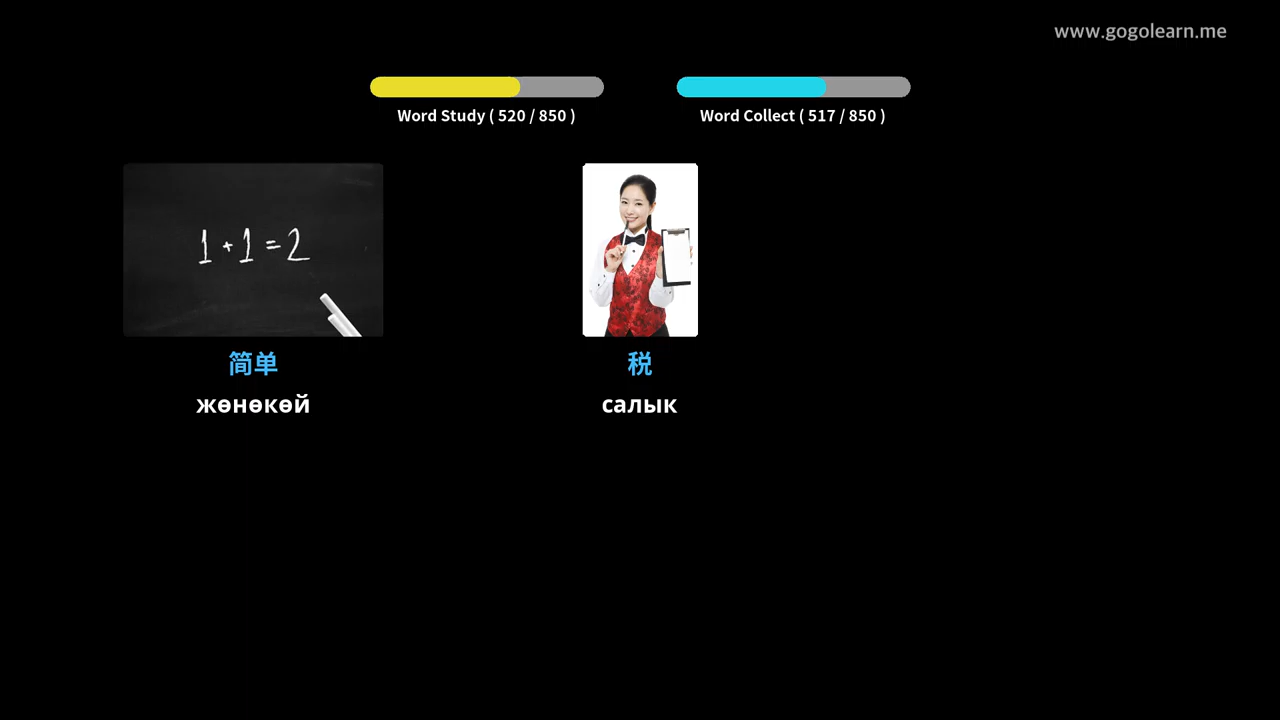 www.gogolearn.me
Word Study ( 520 / 850 )
Word Collect ( 517 / 850 )
1 + 1 = 2
简单
жөнөкөй
税
салык